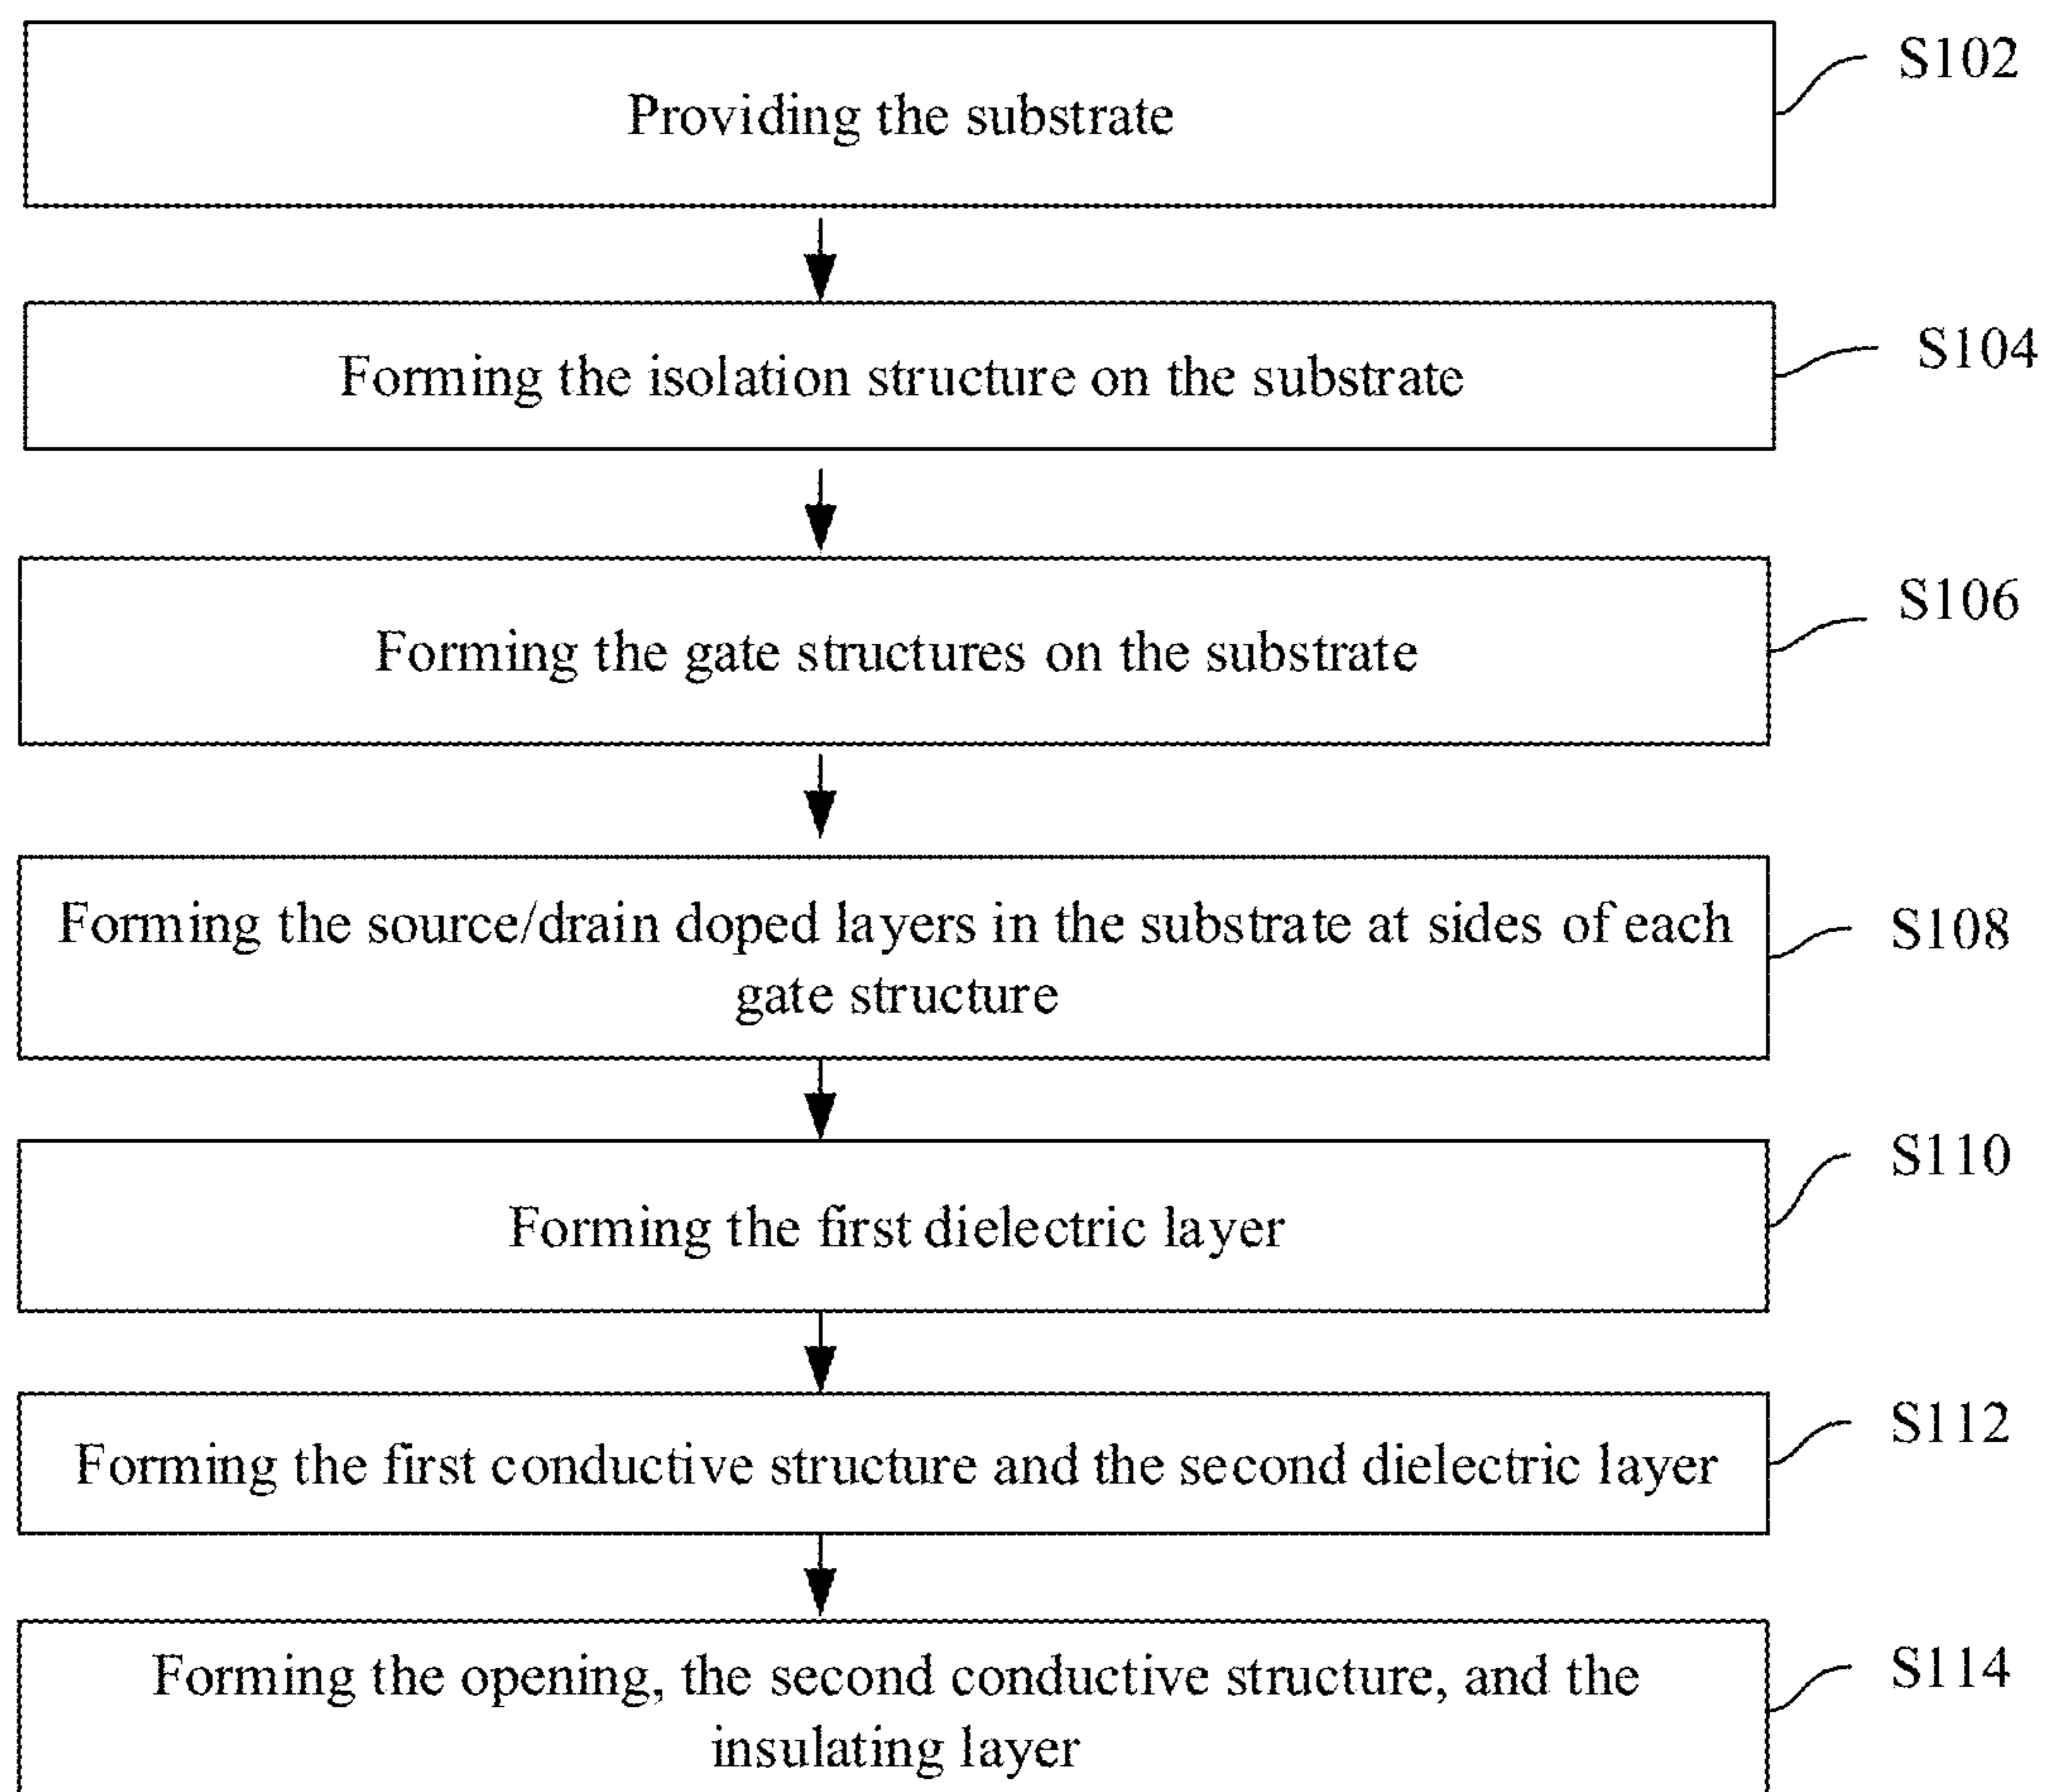 Providing the substrate
S102
Forming the isolation structure on the substrate
S104
Forming the gate structures on the substrate
S106
Forming the source/drain doped layers in the substrate at sides of each
gate structure
S108
Forming the first dielectric layer
S110
Forming the first conductive structure and the second dielectric layer
S112
Forming the opening, the second conductive structure, and the
insulating layer
S114